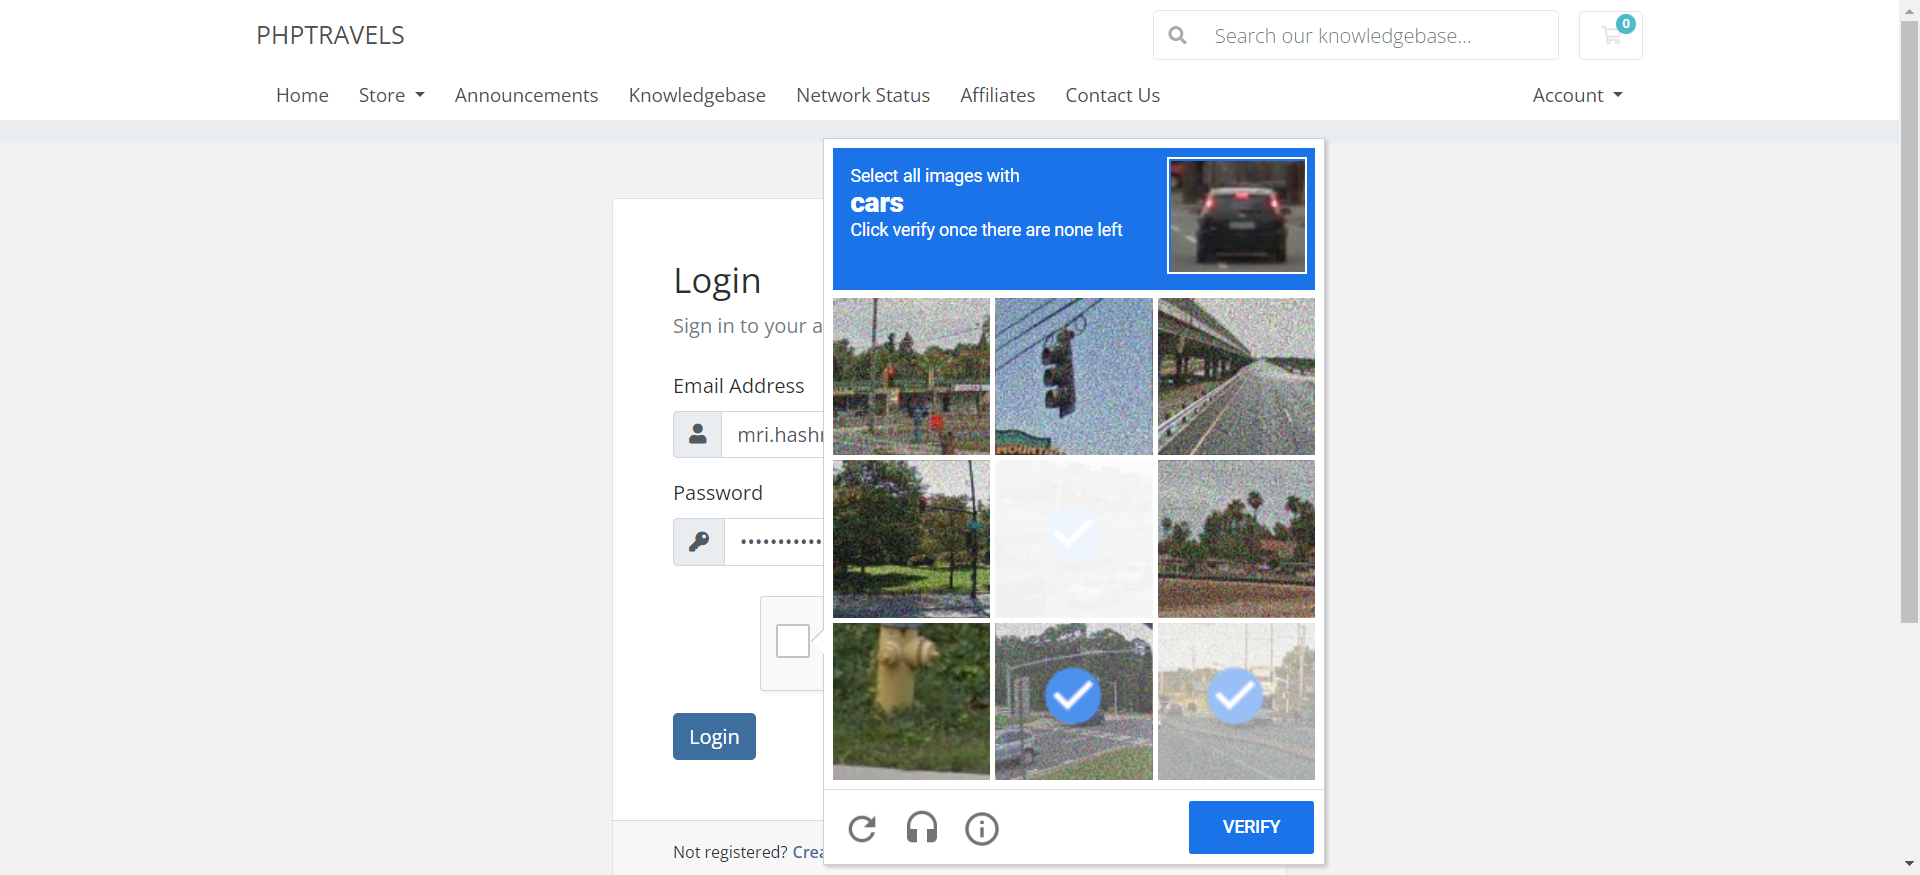 PHPTRAVELS
Search our knowledgebase...
0
Home Store Announcements Knowledgebase Network Status Affiliates Contact Us Account
Select all images with
cars
Click verify once there are none left
Login
Sign in to your a
Email Address
mri.hash
Password
MOUNTA
Login
VERIFY
Not registered? Crea